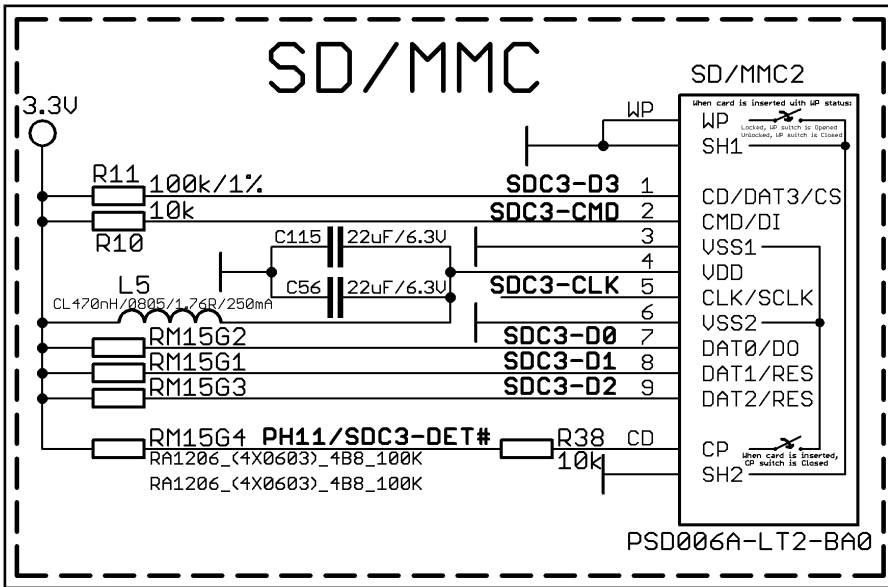 SD/MMC
SD/MMC2
3.3V
When card is inserted with WP status:
WP WP
Locked, WP switch is Opened
Unlocked, WP switch is Closed
SH1
R11 100k/1% SDC3-D3 1 CD/DAT3/CS
10k SDC3-CMD 2 CMD/DI
R10
C115 22uF/6.3V 3 VSS1
4 VDD
L5 C56 22uF/6.3V SDC3-CLK 5 CLK/SCLK
CL470nH/0805/1,76R/250mA
6 VSS2
RM15G2 SDC3-D0 7 DAT0/DO
RM15G1 SDC3-D1 8 DAT1/RES
RM15G3 SDC3-D2 9 DAT2/RES
RM15G4 PH11/SDC3-DET# R38 CD CP
10k
When card is inserted,
CP switch is Closed
RA1206_(4X0603)_4B8_100K
SH2
RA1206_(4X0603)_4B8_100K
PSD006A-LT2-BA0